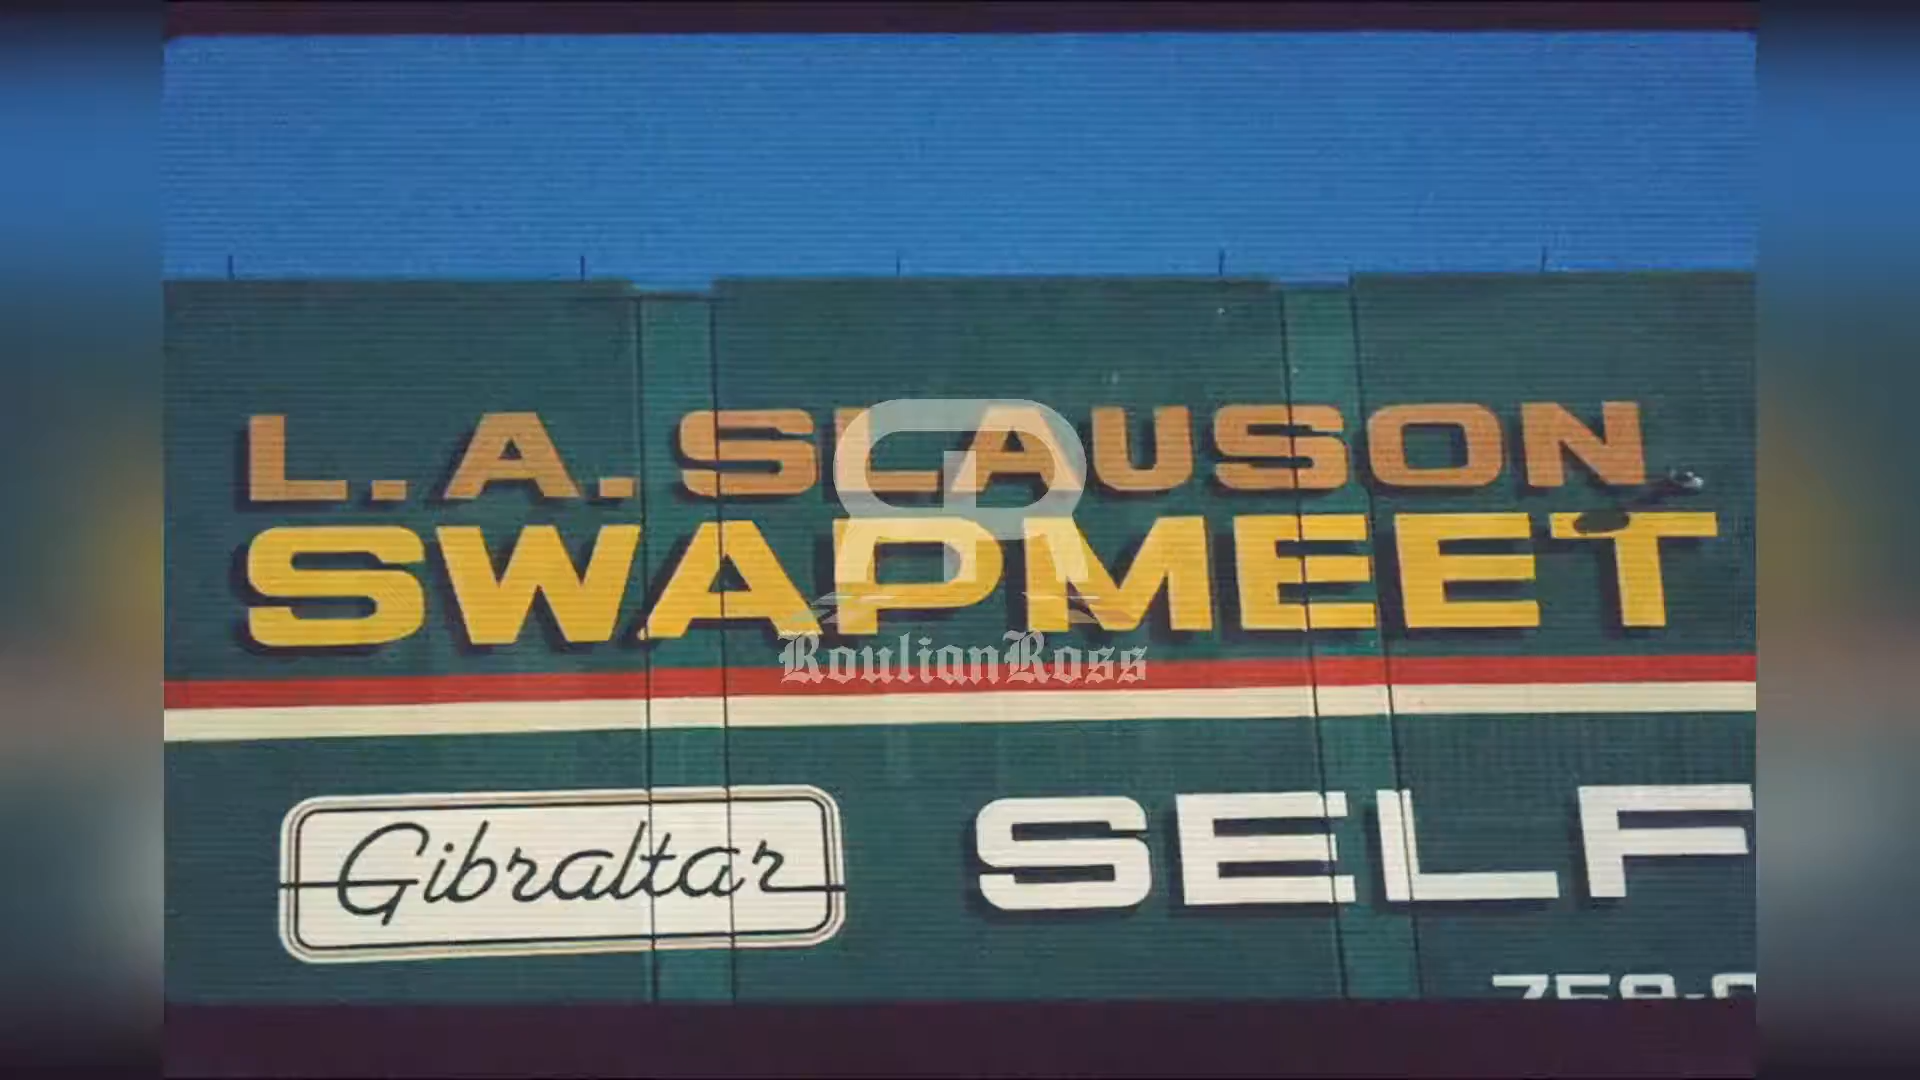 L.A. SLAUSON
SWAPMEET
RoulianRoss
Gibraltar
SELF